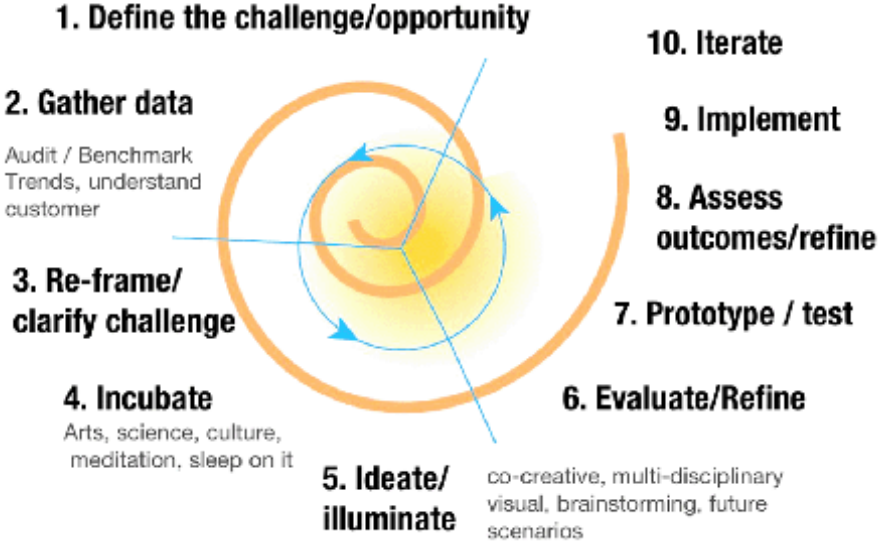 1. Define the challenge/opportunity
2. Gather data
Audit / Benchmark
Trends, understand
customer
3. Re-frame/
clarify challenge
4. Incubate
Arts, science, culture,
meditation, sleep on it
5. Ideate/
illuminate
co-creative, multi-disciplinary
visual, brainstorming, future
scenarios
6. Evaluate/Refine
7. Prototype / test
8. Assess
outcomes/refine
9. Implement
10. Iterate